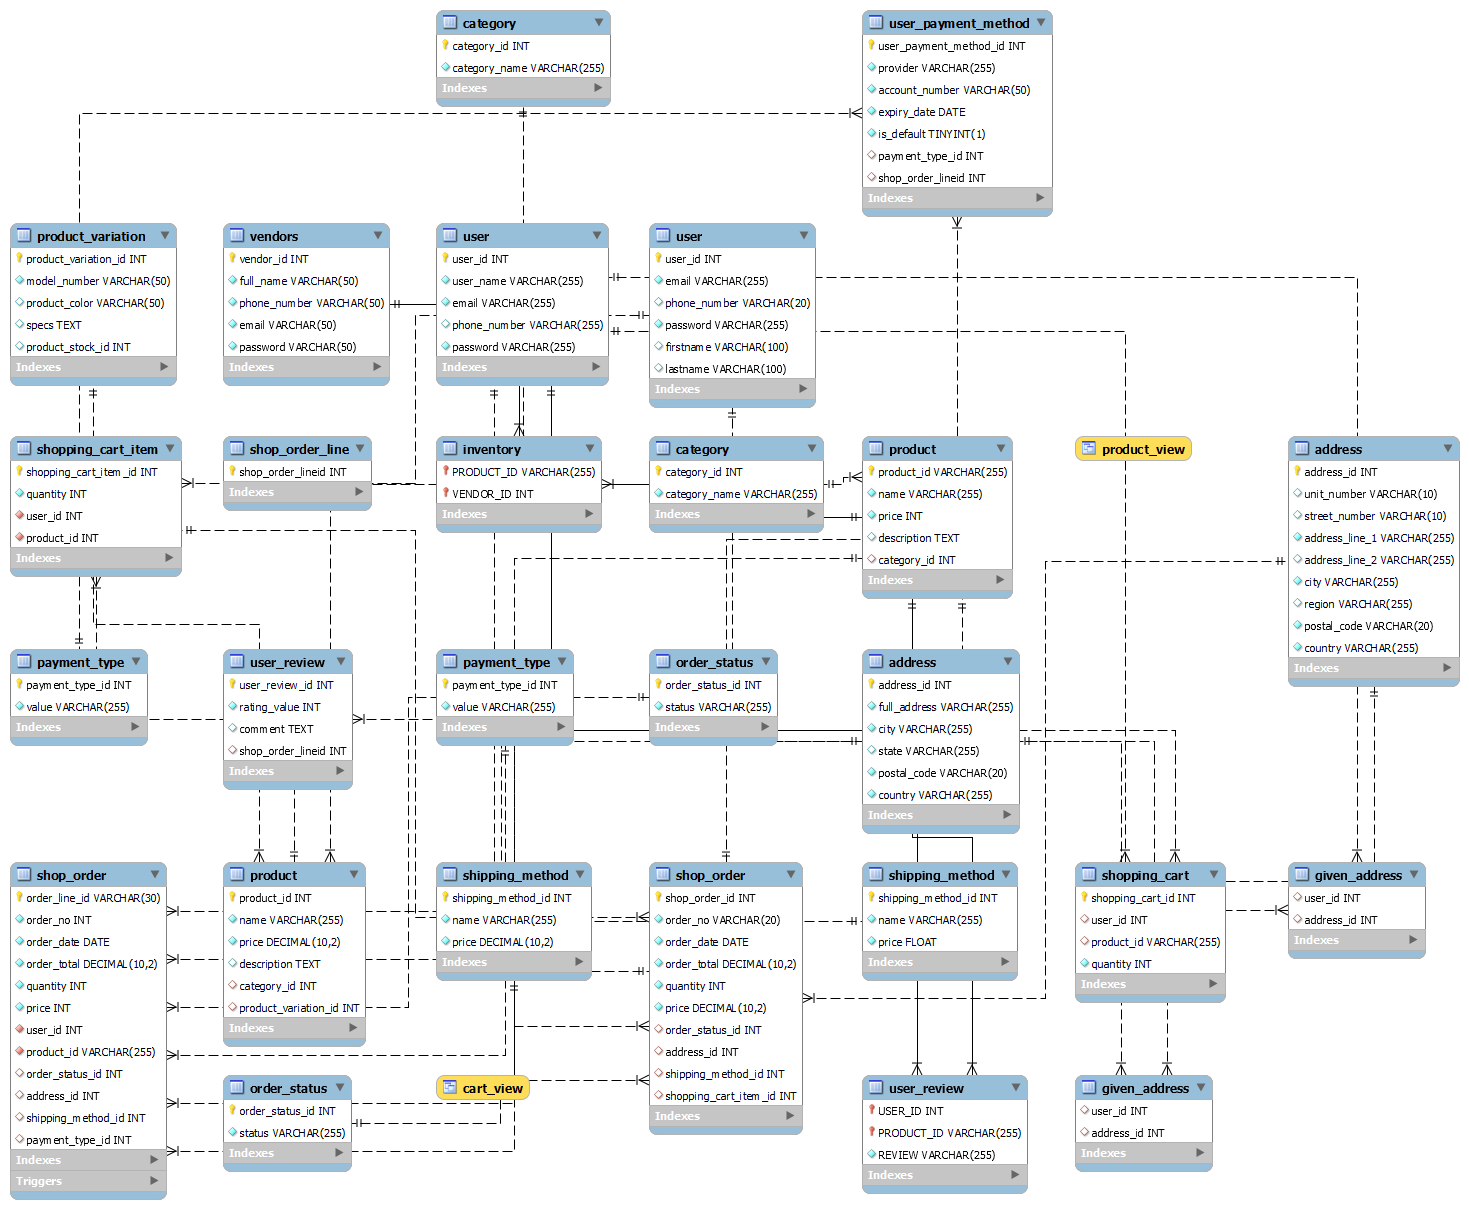 category
category_id INT
category_name VARCHAR(255)
Indexes
user_payment_method
user_payment_method_id INT
provider VARCHAR(255)
account_number VARCHAR(50)
expiry_date DATE
is_default TINYINT(1)
payment_type_id INT
shop_order_lineid INT
Indexes
product_variation
product_variation_id INT
model_number VARCHAR(50)
product_color VARCHAR(50)
specs TEXT
product_stock_id INT
Indexes
vendors
vendor_id INT
full_name VARCHAR(50)
phone_number VARCHAR(50)
email VARCHAR(50)
password VARCHAR(50)
Indexes
user
user_id INT
user_name VARCHAR(255)
email VARCHAR(255)
phone_number VARCHAR(255)
password VARCHAR(255)
Indexes
user
user_id INT
email VARCHAR(255)
phone_number VARCHAR(20)
password VARCHAR(255)
firstname VARCHAR(100)
lastname VARCHAR(100)
Indexes
shopping_cart_item
shopping_cart_item_id INT
quantity INT
user_id INT
product_id INT
Indexes
shop_order_line
shop_order_lineid INT
Indexes
inventory
PRODUCT_ID VARCHAR(255)
VENDOR_ID INT
Indexes
category
category_id INT
category_name VARCHAR(255)
Indexes
product
product_id VARCHAR(255)
name VARCHAR(255)
price INT
description TEXT
category_id INT
Indexes
product_view
address
address_id INT
unit_number VARCHAR(10)
street_number VARCHAR(10)
address_line_1 VARCHAR(255)
address_line_2 VARCHAR(255)
city VARCHAR(255)
region VARCHAR(255)
postal_code VARCHAR(20)
country VARCHAR(255)
Indexes
payment_type
payment_type_id INT
value VARCHAR(255)
Indexes
user_review
user_review_id INT
rating_value INT
comment TEXT
shop_order_lineid INT
Indexes
payment_type
payment_type_id INT
value VARCHAR(255)
Indexes
order_status
order_status_id INT
status VARCHAR(255)
Indexes
address
address_id INT
full_address VARCHAR(255)
city VARCHAR(255)
state VARCHAR(255)
postal_code VARCHAR(20)
country VARCHAR(255)
Indexes
shop_order
order_line_id VARCHAR(30)
order_no INT
order_date DATE
order_total DECIMAL(10,2)
quantity INT
price INT
user_id INT
product_id VARCHAR(255)
order_status_id INT
address_id INT
shipping_method_id INT
payment_type_id INT
Indexes
Triggers
product
product_id INT
name VARCHAR(255)
price DECIMAL(10,2)
description TEXT
category_id INT
product_variation_id INT
Indexes
shipping_method
shipping_method_id INT
name VARCHAR(255)
price DECIMAL(10,2)
Indexes
shop_order
shop_order_id INT
order_no VARCHAR(20)
order_date DATE
order_total DECIMAL(10,2)
quantity INT
price DECIMAL(10,2)
order_status_id INT
address_id INT
shipping_method_id INT
shopping_cart_item_id INT
Indexes
shipping_method
shipping_method_id INT
name VARCHAR(255)
price FLOAT
Indexes
shopping_cart
shopping_cart_id INT
user_id INT
product_id VARCHAR(255)
quantity INT
Indexes
given_address
user_id INT
address_id INT
Indexes
order_status
order_status_id INT
status VARCHAR(255)
Indexes
cart_view
user_review
USER_ID INT
PRODUCT_ID VARCHAR(255)
REVIEW VARCHAR(255)
Indexes
given_address
user_id INT
address_id INT
Indexes